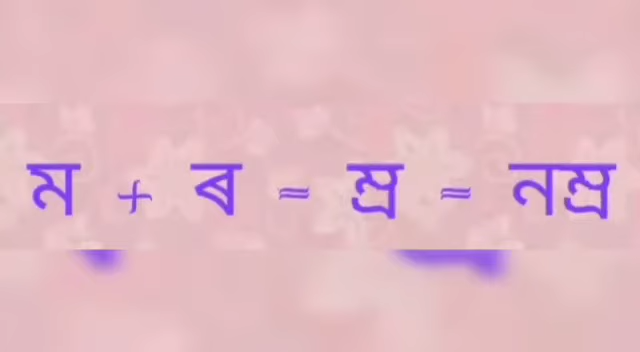 ম + ৰ = ম্ৰ = নম্ৰ